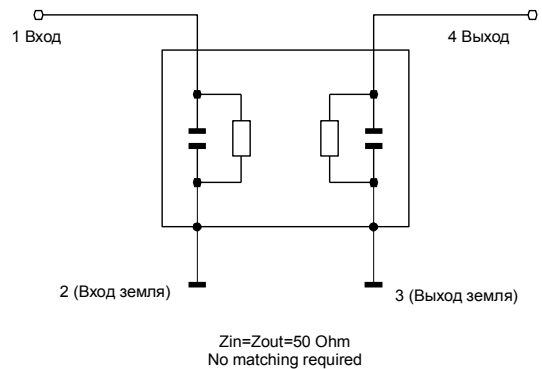 1 Вход
4 Выход
2 (Вход земля)
3 (Выход земля)
Zin=Zout=50 Ohm
No matching required